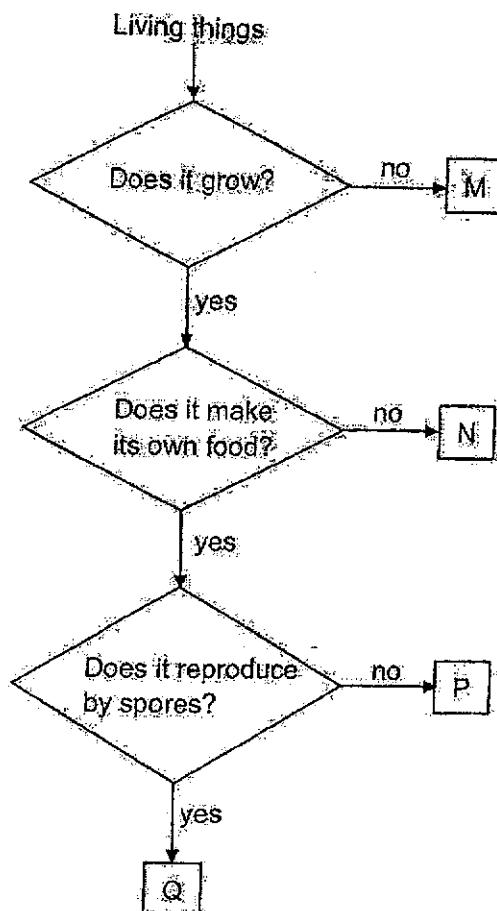 Living things
Does it grow?
no
M
yes
Does it make
its own food?
no
N
yes
Does it reproduce
by spores?
no
P
yes
Q